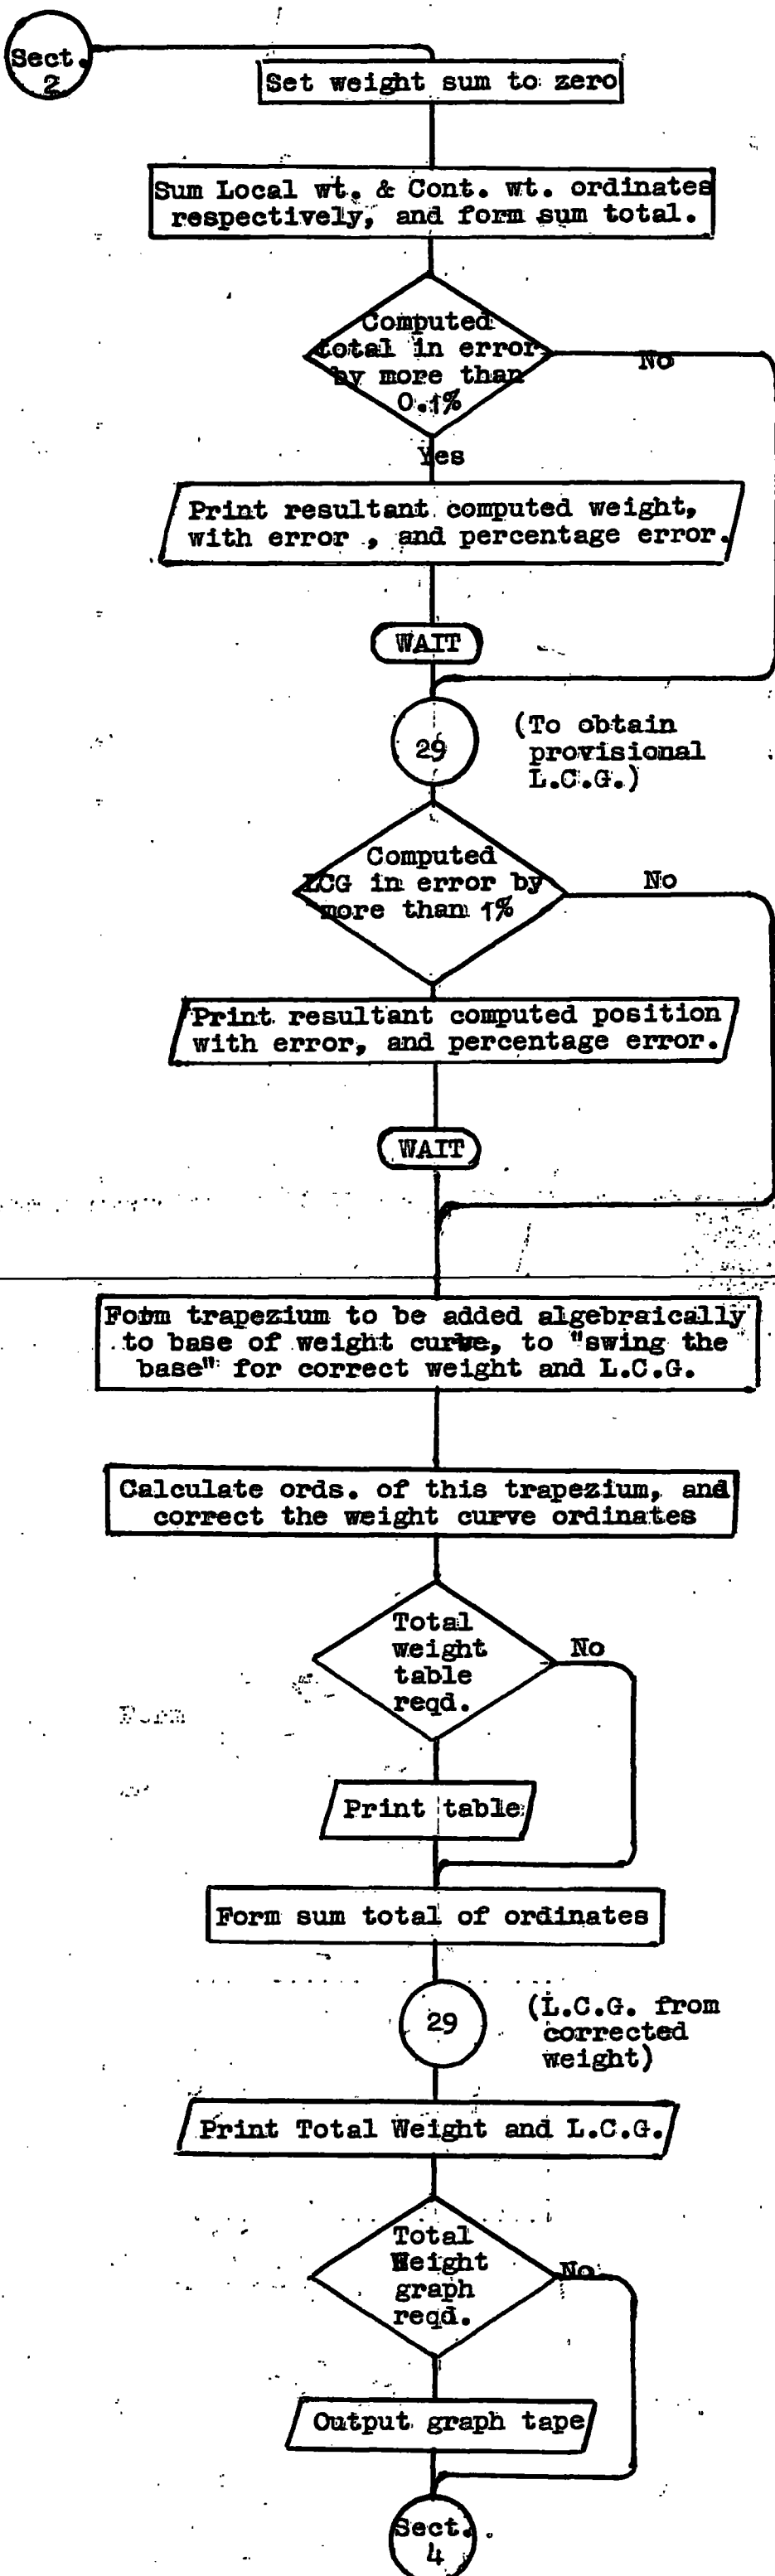 Sect.
2
Set weight sum to zero
Sum Local wt. & Cont. wt. ordinates
respectively, and form sum total.
Computed
total in error
by more than
0.1%
No
Yes
Print resultant computed weight,
with error , and percentage error.
WAIT
29
(To obtain
provisional
L.C.G.)
Computed
LCG in error by
more than 1%
No
Print resultant computed position
with error, and percentage error.
WAIT
Form trapezium to be added algebraically
to base of weight curve, to "swing the
base" for correct weight and L.C.G.
Calculate ords. of this trapezium, and
correct the weight curve ordinates
Total
weight
table
reqd.
No
Print table
Form sum total of ordinates
29
(L.C.G. from
corrected
weight)
Print Total Weight and L.C.G.
Total
Weight
graph
reqd.
No
Output graph tape
Sect.
4